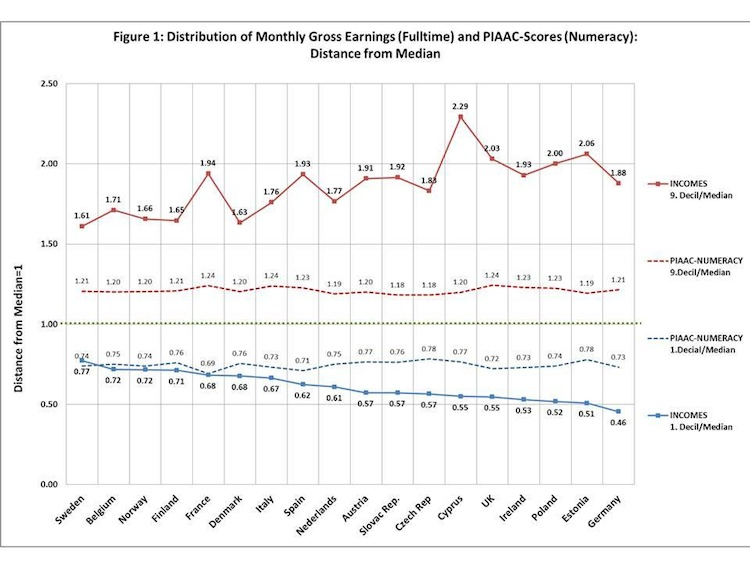 Figure 1: Distribution of Monthly Gross Earnings (Fulltime) and PIAAC-Scores (Numeracy):
Distance from Median
2.50
2.00
1.50
1.00
0.50
0.00
Distance from Median=1
1.61 1.71 1.66 1.65 1.94 1.63 1.76 1.93 1.77 1.91 1.92 1.83 2.29 2.03 1.93 2.00 2.06 1.88
1.21 1.20 1.20 1.21 1.24 1.20 1.24 1.23 1.19 1.20 1.18 1.18 1.20 1.24 1.23 1.23 1.19 1.21
0.74 0.75 0.74 0.76 0.69 0.76 0.73 0.71 0.75 0.77 0.76 0.78 0.77 0.72 0.73 0.74 0.78 0.73
0.77 0.72 0.72 0.71 0.68 0.68 0.67 0.62 0.61 0.57 0.57 0.57 0.55 0.55 0.53 0.52 0.51 0.46
Sweden
Belgium
Norway
Finland
France
Denmark
Italy
Spain
Nederlands
Austria
Slovac Rep.
Czech Rep
Cyprus
UK
Ireland
Poland
Estonia
Germany
INCOMES
9. Decil/Median
PIAAC-NUMERACY
9.Decil/Median
PIAAC-NUMERACY
1.Decial/Median
INCOMES
1. Decil/Median